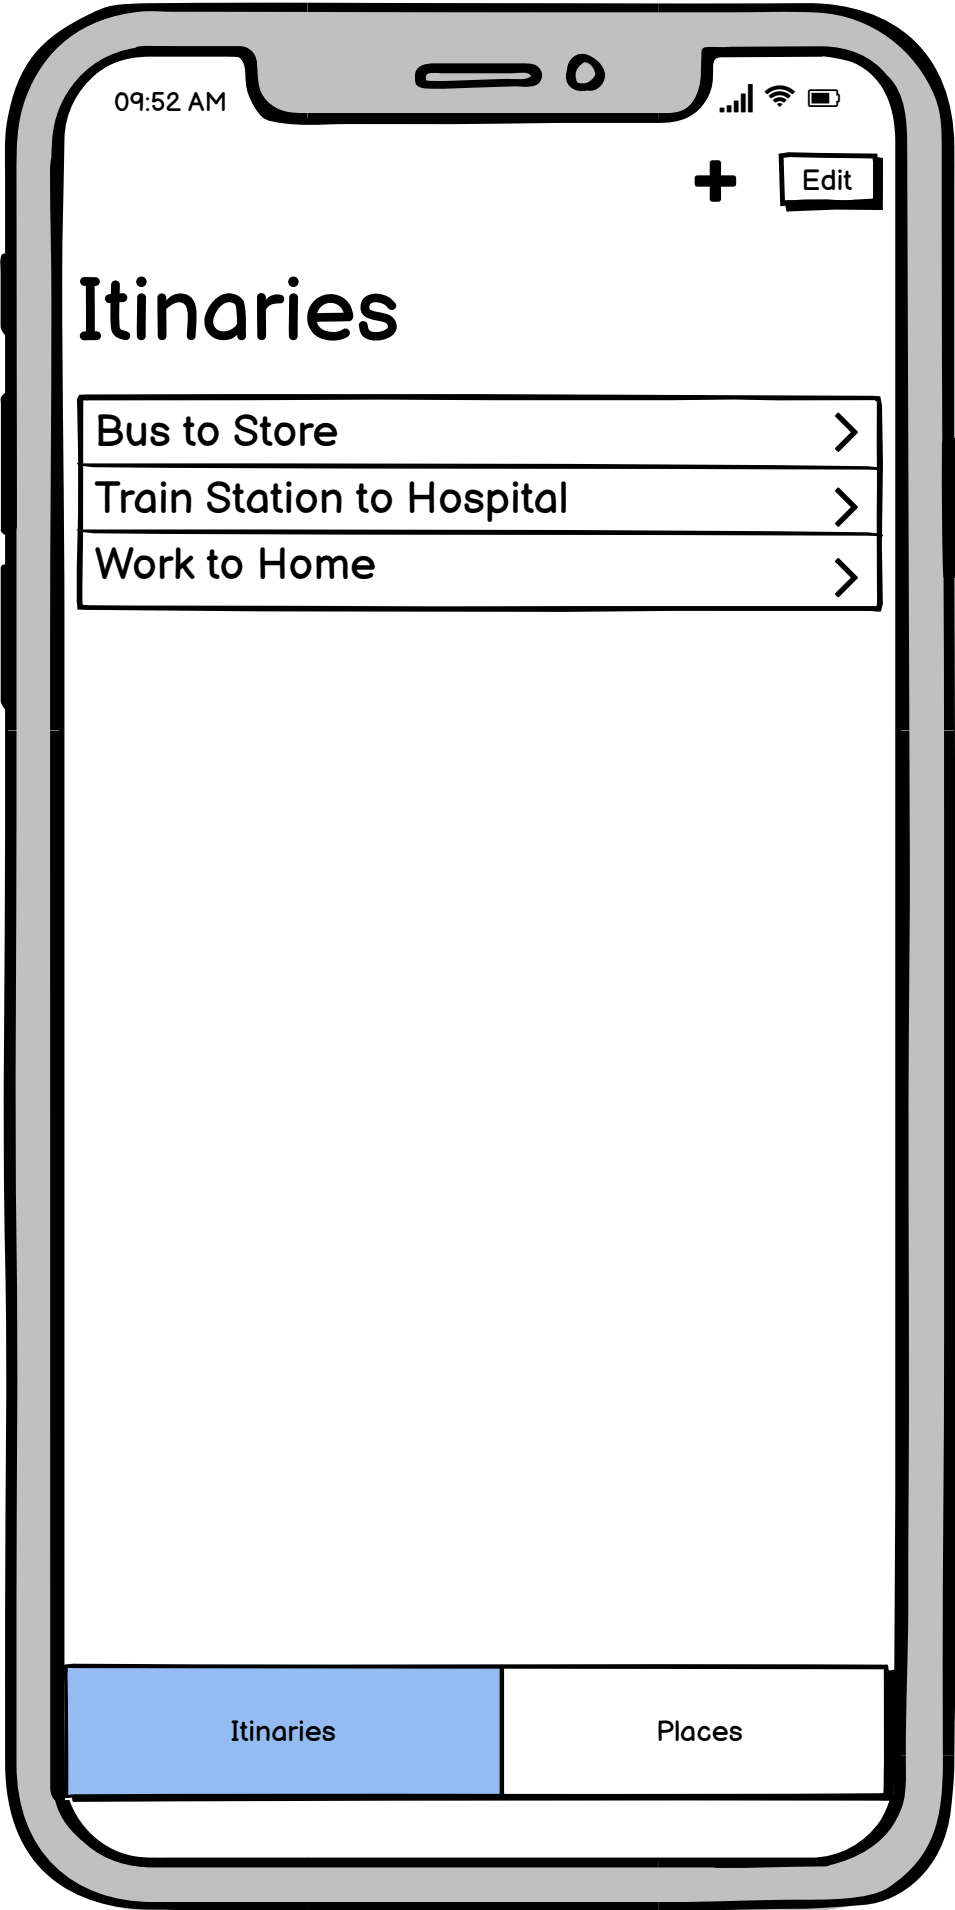 09:52 AM
Edit
Itinaries
Bus to Store
Train Station to Hospital
Work to Home
Itinaries
Places